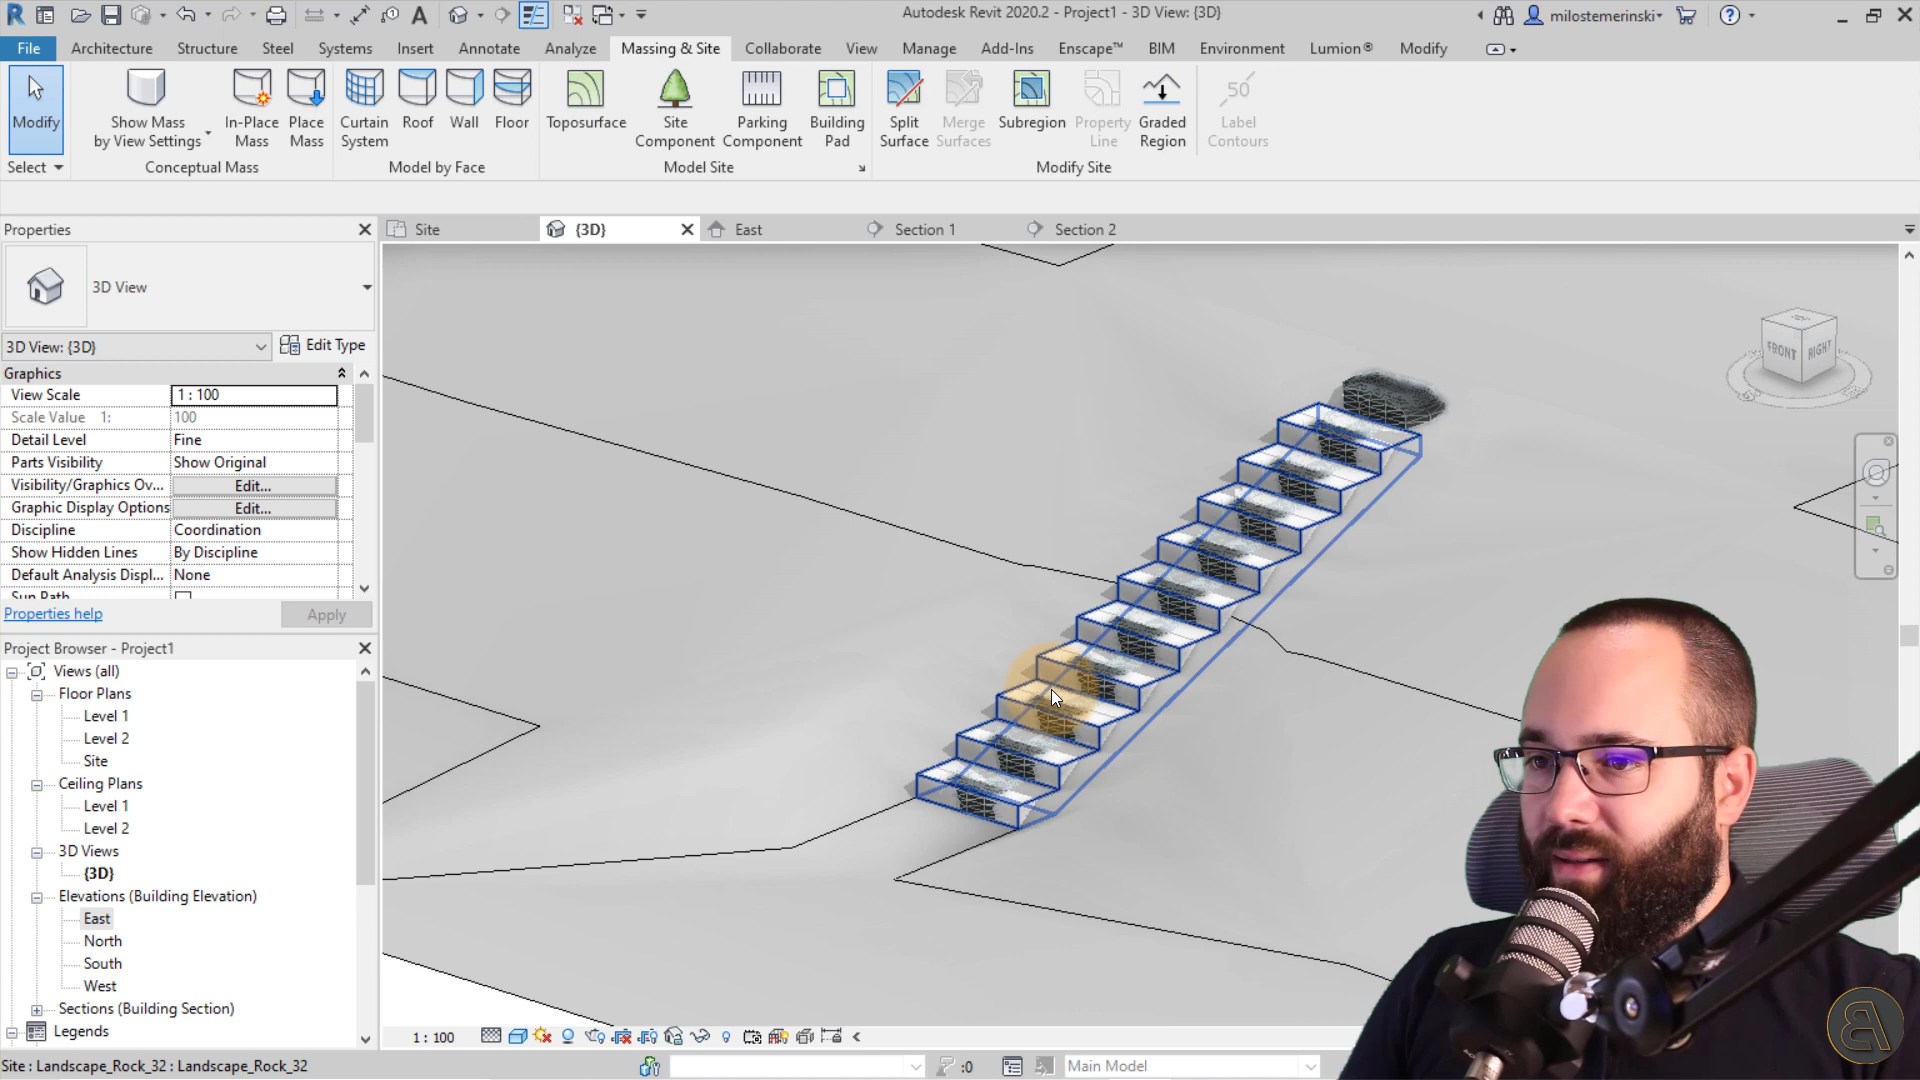 Autodesk Revit 2020.2 - Project1 - 3D View: {3D}
milostemerinski
File Architecture Structure Steel Systems Insert Annotate Analyze Massing & Site Collaborate View Manage Add-Ins Enscape™ BIM Environment Lumion® Modify
Modify
Show Mass
by View Settings
In-Place
Mass
Place
Mass
Curtain
System
Roof
Wall
Floor
Toposurface
Site
Component
Parking
Component
Building
Pad
Split
Surface
Merge
Surfaces
Subregion
Property
Line
Graded
Region
50
Label
Contours
Select Conceptual Mass Model by Face Model Site Modify Site
Properties
Site {3D} East Section 1 Section 2
3D View
3D View: {3D} Edit Type
Graphics
View Scale 1 : 100
Scale Value 1: 100
Detail Level Fine
Parts Visibility Show Original
Visibility/Graphics Ov... Edit...
Graphic Display Options Edit...
Discipline Coordination
Show Hidden Lines By Discipline
Default Analysis Displ... None
Sun Path
Properties help Apply
FRONT RIGHT
Project Browser - Project1
Views (all)
Floor Plans
Level 1
Level 2
Site
Ceiling Plans
Level 1
Level 2
3D Views
{3D}
Elevations (Building Elevation)
East
North
South
West
Sections (Building Section)
Legends
1 : 100
Site : Landscape_Rock_32 : Landscape_Rock_32
:0
Main Model